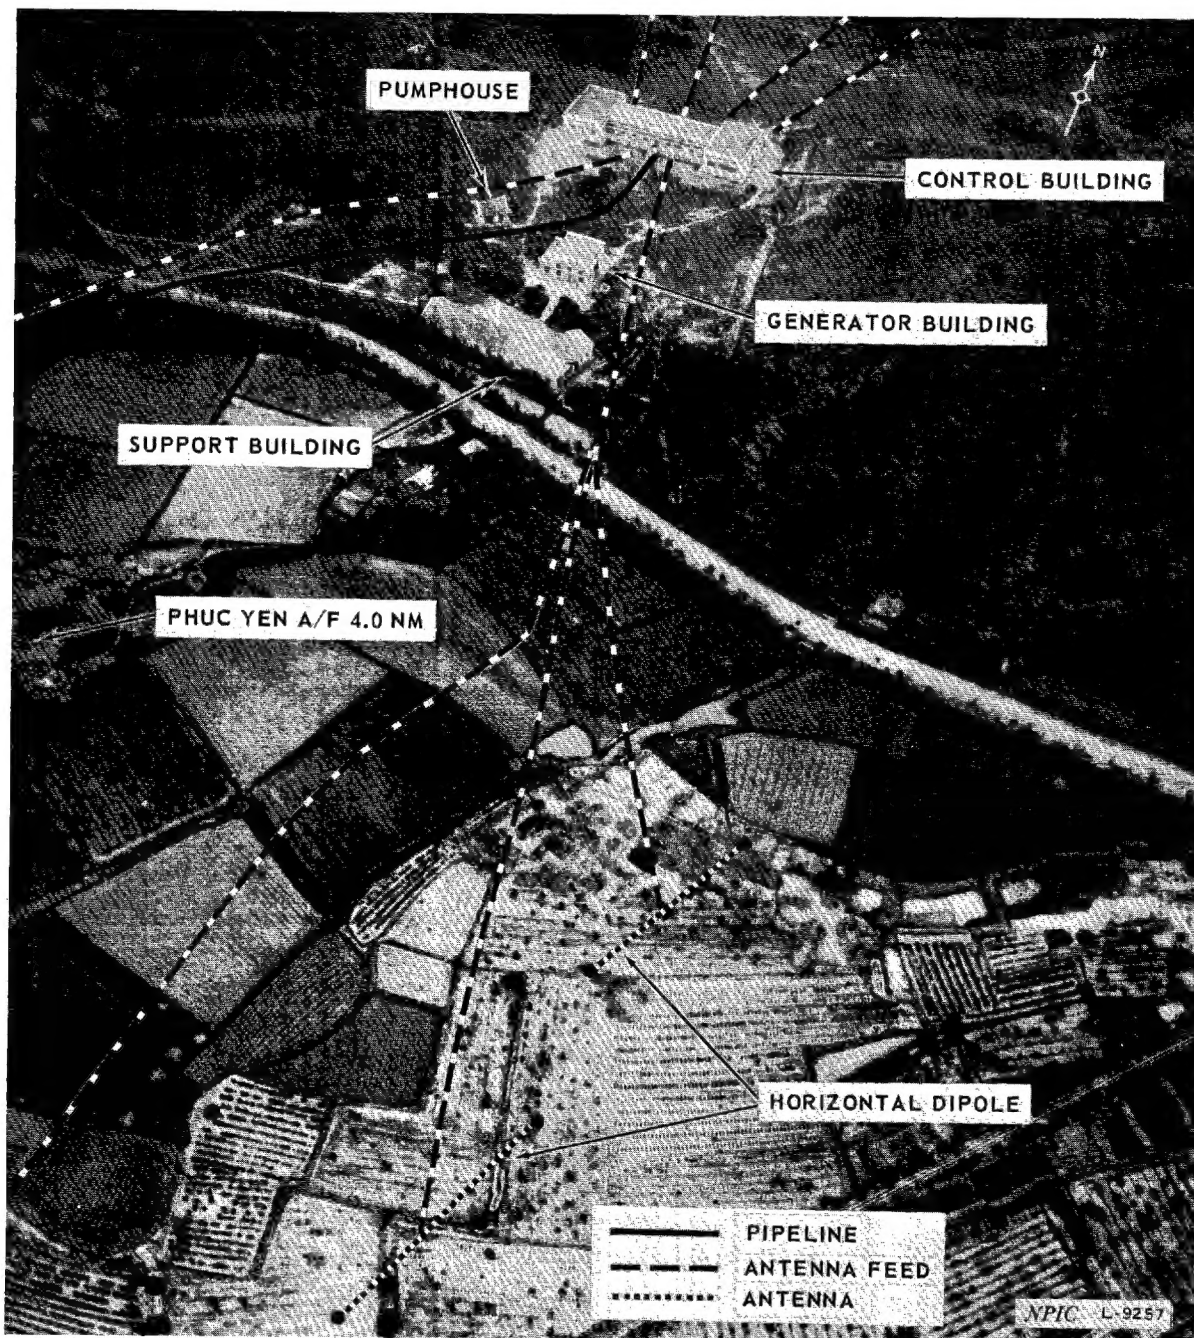 N
PUMPHOUSE
CONTROL BUILDING
GENERATOR BUILDING
SUPPORT BUILDING
PHUC YEN A/F 4.0 NM
HORIZONTAL DIPOLE
PIPELINE
ANTENNA FEED
ANTENNA
NPIC L-9257